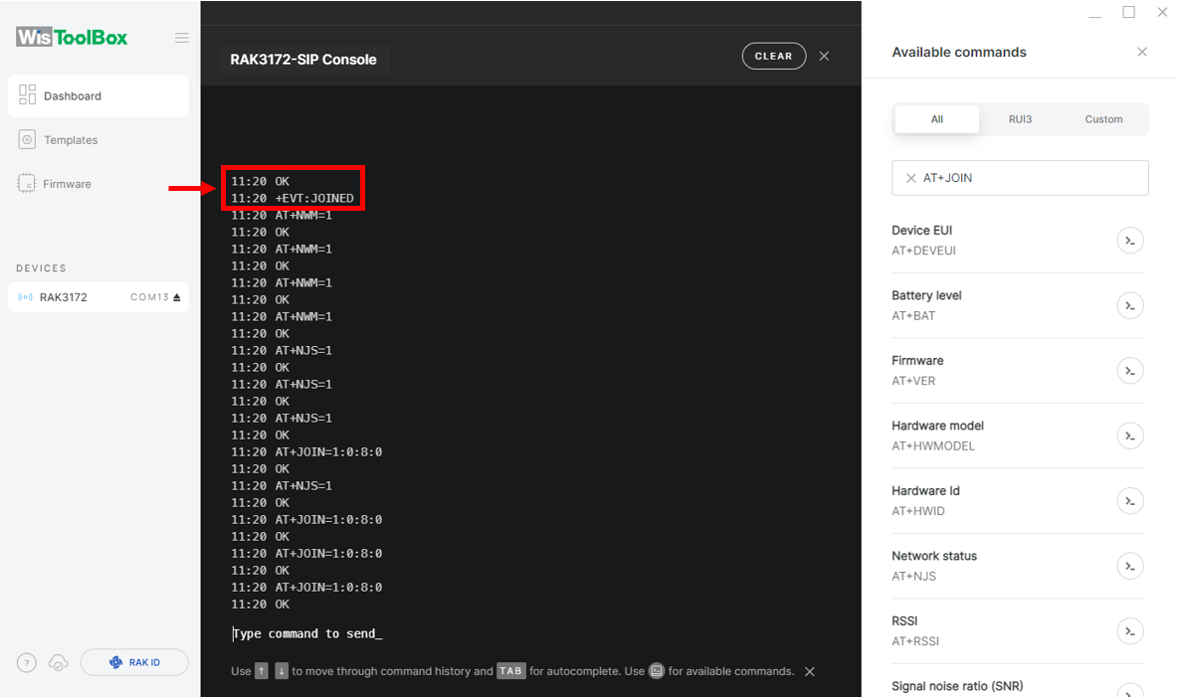 WisToolBox
Dashboard
Templates
Firmware
DEVICES
RAK3172 COM13
?
RAK ID
RAK3172-SIP Console
CLEAR
11:20 OK
11:20 +EVT:JOINED
11:20 AT+NWM=1
11:20 OK
11:20 AT+NWM=1
11:20 OK
11:20 AT+NWM=1
11:20 OK
11:20 AT+NWM=1
11:20 OK
11:20 AT+NJS=1
11:20 OK
11:20 AT+NJS=1
11:20 OK
11:20 AT+NJS=1
11:20 OK
11:20 AT+JOIN=1:0:8:0
11:20 OK
11:20 AT+NJS=1
11:20 OK
11:20 AT+JOIN=1:0:8:0
11:20 OK
11:20 AT+JOIN=1:0:8:0
11:20 OK
11:20 AT+JOIN=1:0:8:0
11:20 OK
Type command to send_
Use ↑ ↓ to move through command history and TAB for autocomplete. Use for available commands.
Available commands
All RUI3 Custom
AT+JOIN
Device EUI
AT+DEVEUI
Battery level
AT+BAT
Firmware
AT+VER
Hardware model
AT+HWMODEL
Hardware Id
AT+HWID
Network status
AT+NJS
RSSI
AT+RSSI
Signal noise ratio (SNR)